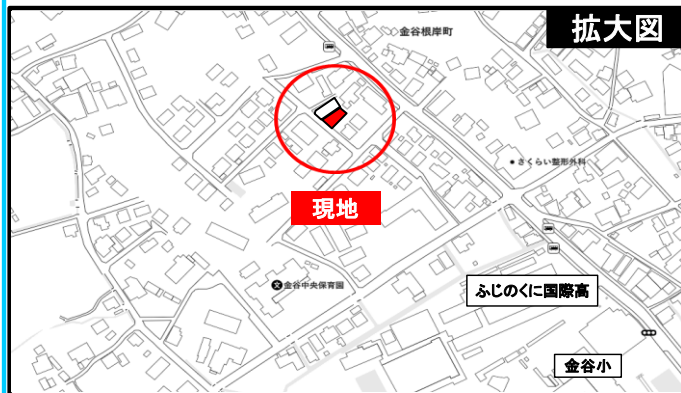 拡大図
金谷根岸町
さくらい整形外科
現地
金谷中央保育園
ふじのくに国際高
金谷小